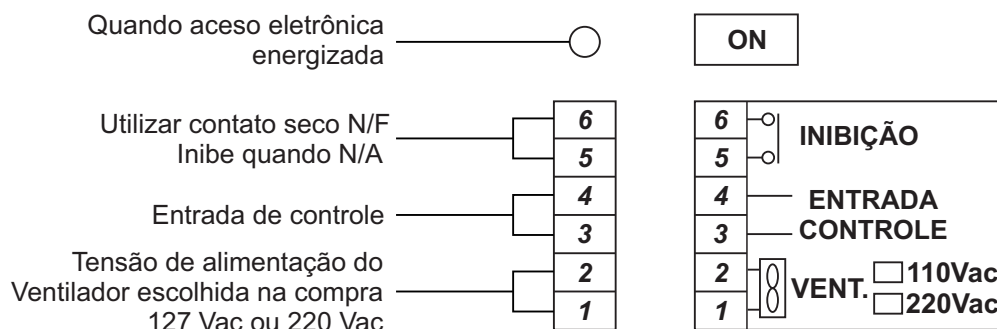 Quando aceso eletrônica
energizada
ON
Utilizar contato seco N/F
Inibe quando N/A
6
5
6
5
INIBIÇÃO
Entrada de controle
4
3
4
3
ENTRADA
CONTROLE
Tensão de alimentação do
Ventilador escolhida na compra
127 Vac ou 220 Vac
2
1
2
1
VENT.
110Vac
220Vac